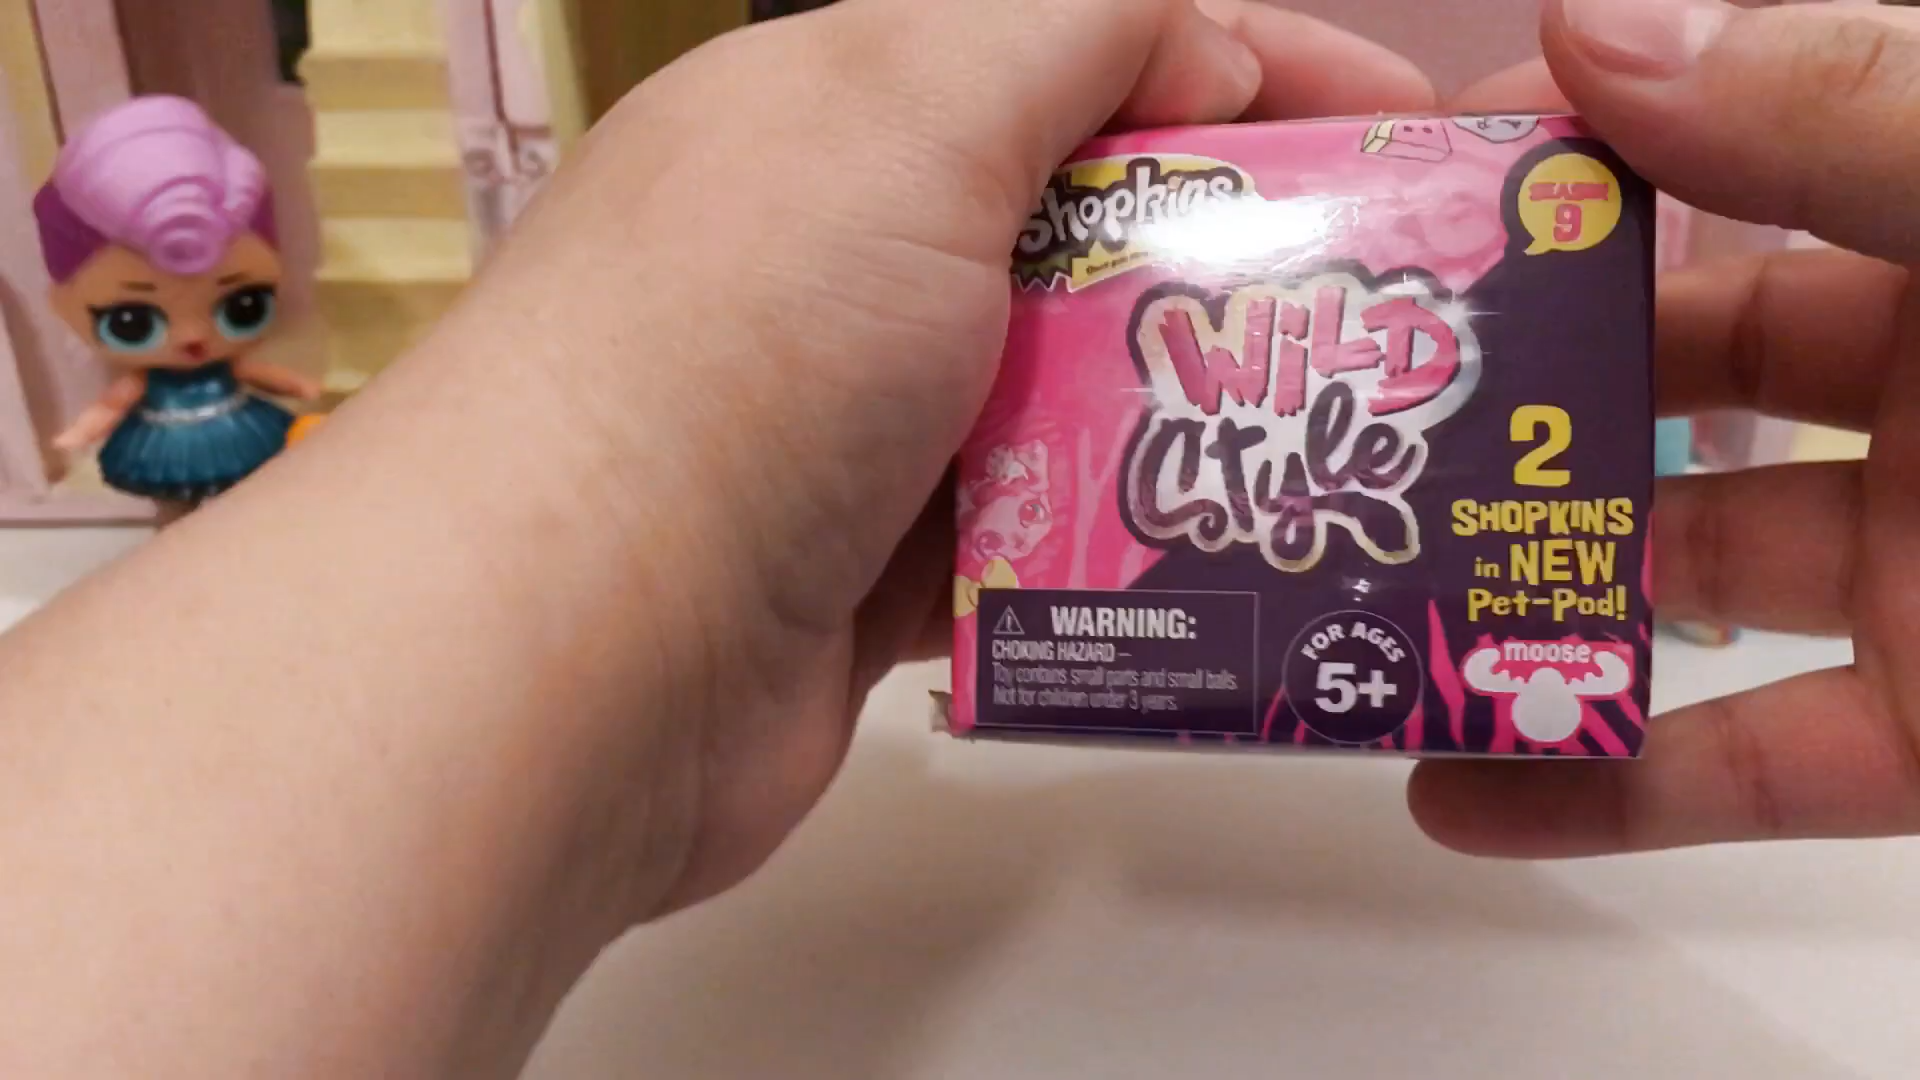 Shopkins
SEASON
9
WiLD
Style
2
SHOPKINS
in NEW
Pet-Pod!
WARNING:
CHOKING HAZARD –
Toy contains small parts and small balls.
Not for children under 3 years.
FOR AGES
5+
moose